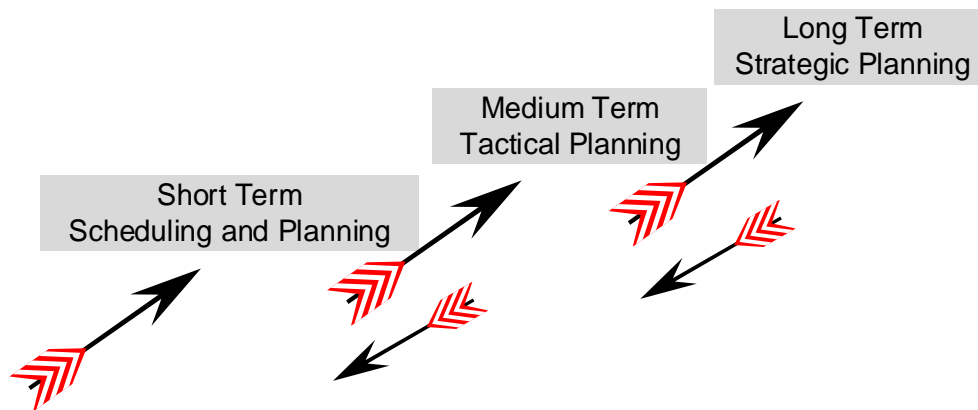 Long Term
Strategic Planning
Medium Term
Tactical Planning
Short Term
Scheduling and Planning